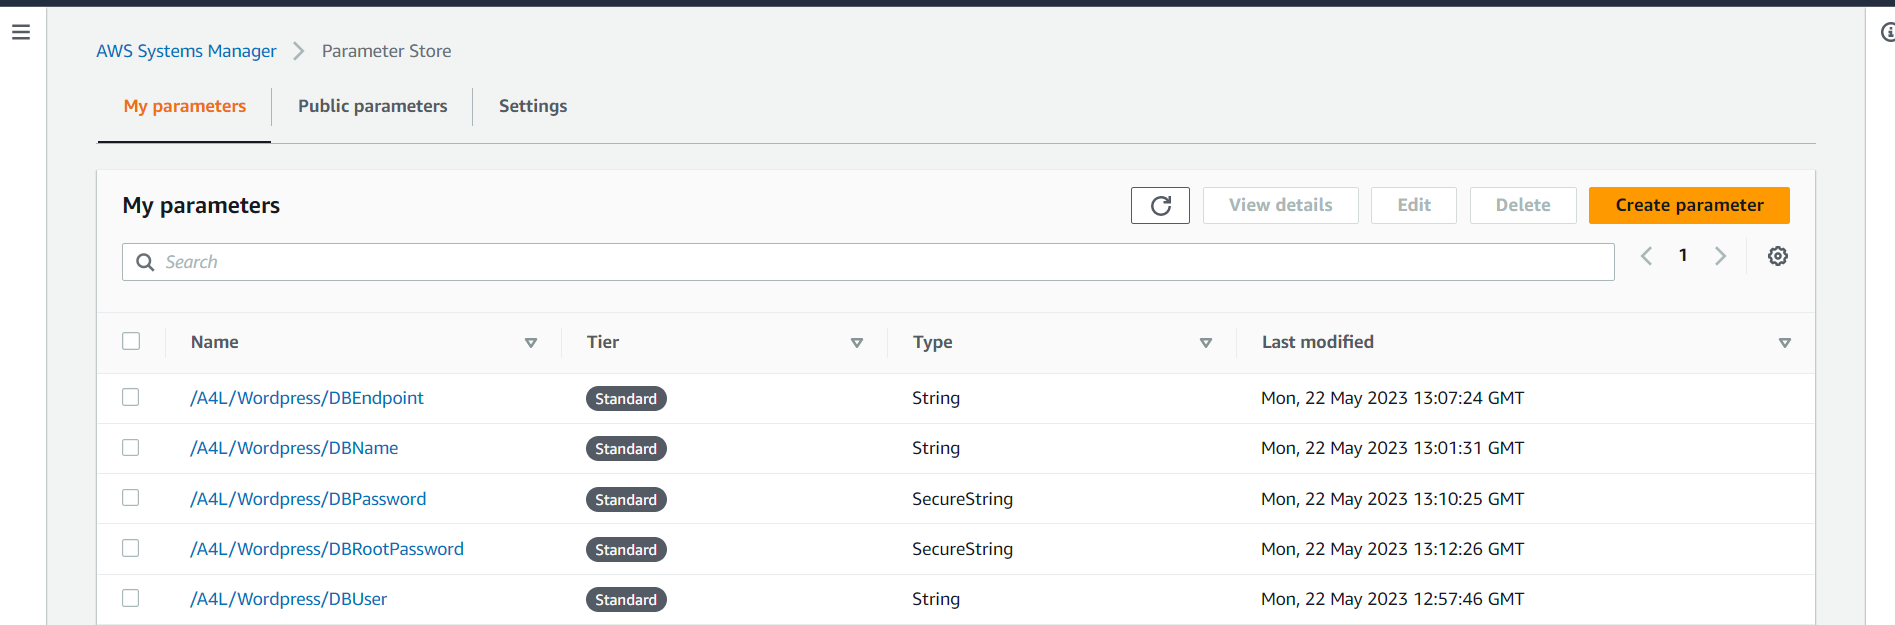 AWS Systems Manager > Parameter Store
My parameters Public parameters Settings
My parameters View details Edit Delete Create parameter
Search 1
Name Tier Type Last modified
/A4L/Wordpress/DBEndpoint Standard String Mon, 22 May 2023 13:07:24 GMT
/A4L/Wordpress/DBName Standard String Mon, 22 May 2023 13:01:31 GMT
/A4L/Wordpress/DBPassword Standard SecureString Mon, 22 May 2023 13:10:25 GMT
/A4L/Wordpress/DBRootPassword Standard SecureString Mon, 22 May 2023 13:12:26 GMT
/A4L/Wordpress/DBUser Standard String Mon, 22 May 2023 12:57:46 GMT